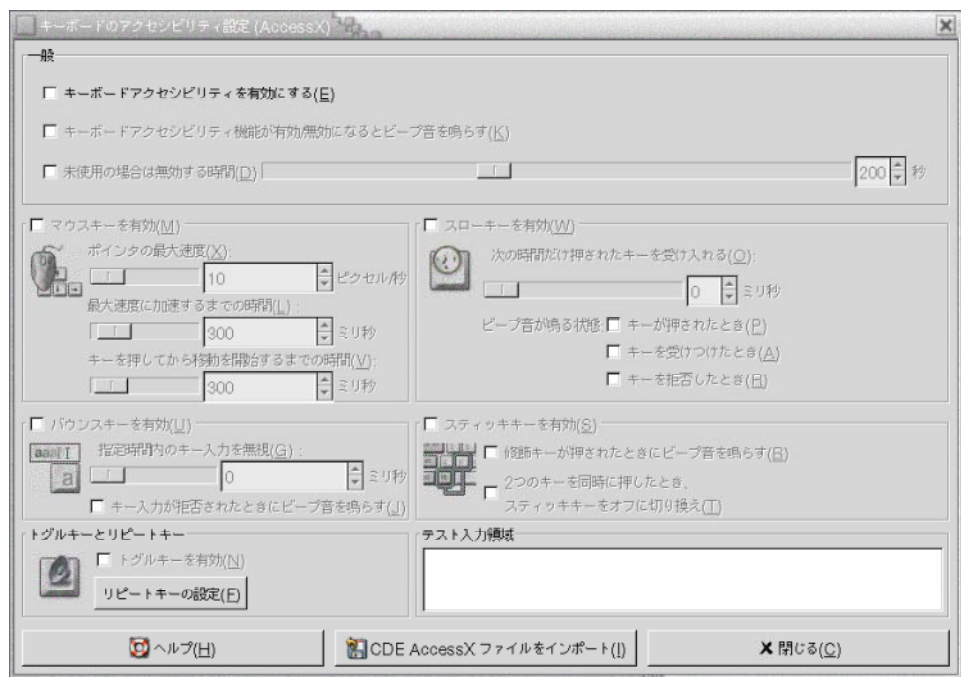 キーボードのアクセシビリティ設定 (AccessX)
一般
キーボードアクセシビリティを有効にする(E)
キーボードアクセシビリティ機能が有効/無効になるとビープ音を鳴らす(K)
未使用の場合は無効する時間(D)
200 秒
マウスキーを有効(M)
ポインタの最大速度(X):
10 ピクセル/秒
最大速度に加速するまでの時間(L):
300 ミリ秒
キーを押してから移動を開始するまでの時間(V):
300 ミリ秒
スローキーを有効(W)
次の時間だけ押されたキーを受け入れる(O):
0 ミリ秒
ビープ音が鳴る状態:
キーが押されたとき(P)
キーを受けつけたとき(A)
キーを拒否したとき(R)
バウンスキーを有効(U)
指定時間内のキー入力を無視(G):
0 ミリ秒
キー入力が拒否されたときにビープ音を鳴らす(J)
スティッキキーを有効(S)
修飾キーが押されたときにビープ音を鳴らす(B)
2つのキーを同時に押したとき、
スティッキキーをオフに切り換え(T)
トグルキーとリピートキー
トグルキーを有効(N)
リピートキーの設定(F)
テスト入力領域
ヘルプ(H)
CDE AccessX ファイルをインポート(I)
閉じる(C)